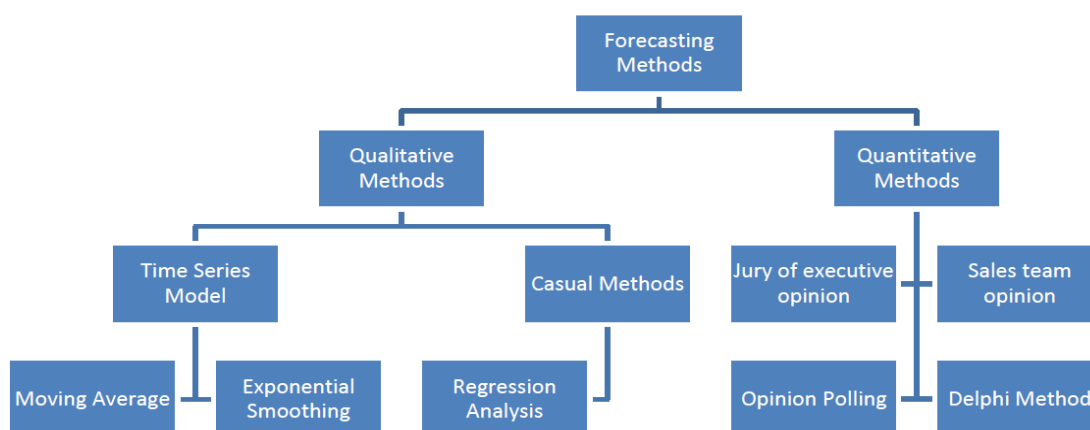 Forecasting
Methods
Qualitative
Methods
Quantitative
Methods
Time Series
Model
Casual Methods
Jury of executive
opinion
Sales team
opinion
Moving Average
Exponential
Smoothing
Regression
Analysis
Opinion Polling
Delphi Method